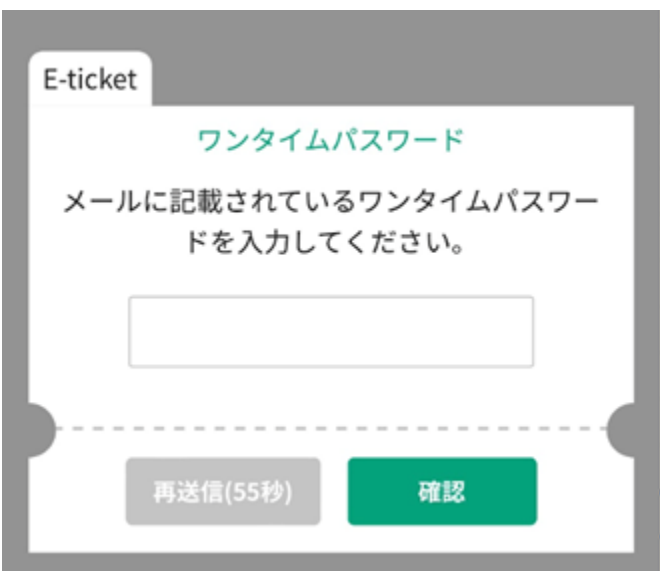 E-ticket
ワンタイムパスワード
メールに記載されているワンタイムパスワー
ドを入力してください。
再送信(55秒)
確認